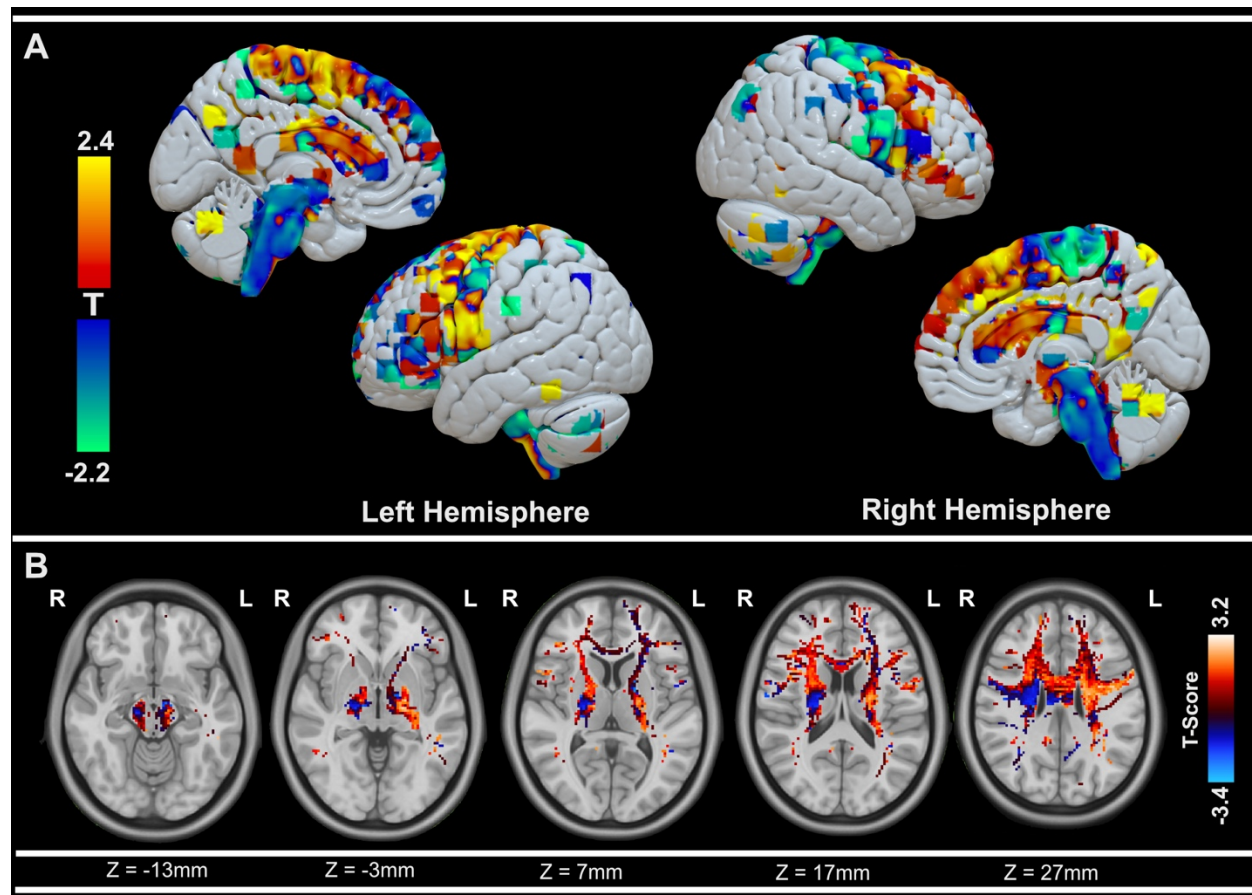 A
2.4
T
-2.2
Left Hemisphere
Right Hemisphere
B
R L R L R L R L R L
3.2
T-Score
-3.4
Z = -13mm Z = -3mm Z = 7mm Z = 17mm Z = 27mm